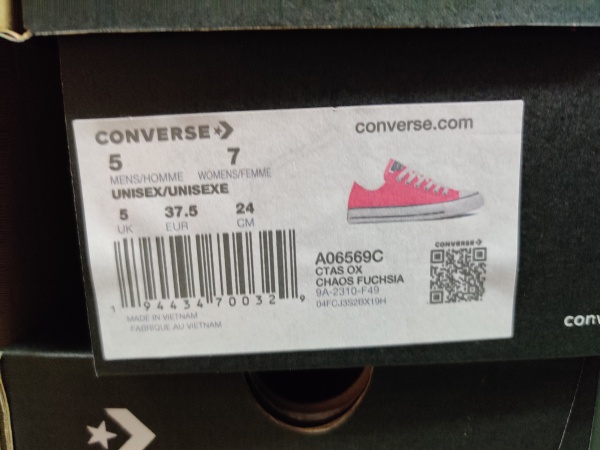 CONVERSE
converse.com
5 7
MENS/HOMME WOMENS/FEMME
UNISEX/UNISEXE
5 37.5 24
UK EUR CM
A06569C
CTAS OX
CHAOS FUCHSIA
9A-2310-F49
04FCJ3S2BX19H
CONVERSE
1 94434 70032 9
MADE IN VIETNAM
FABRIQUE AU VIETNAM
conv